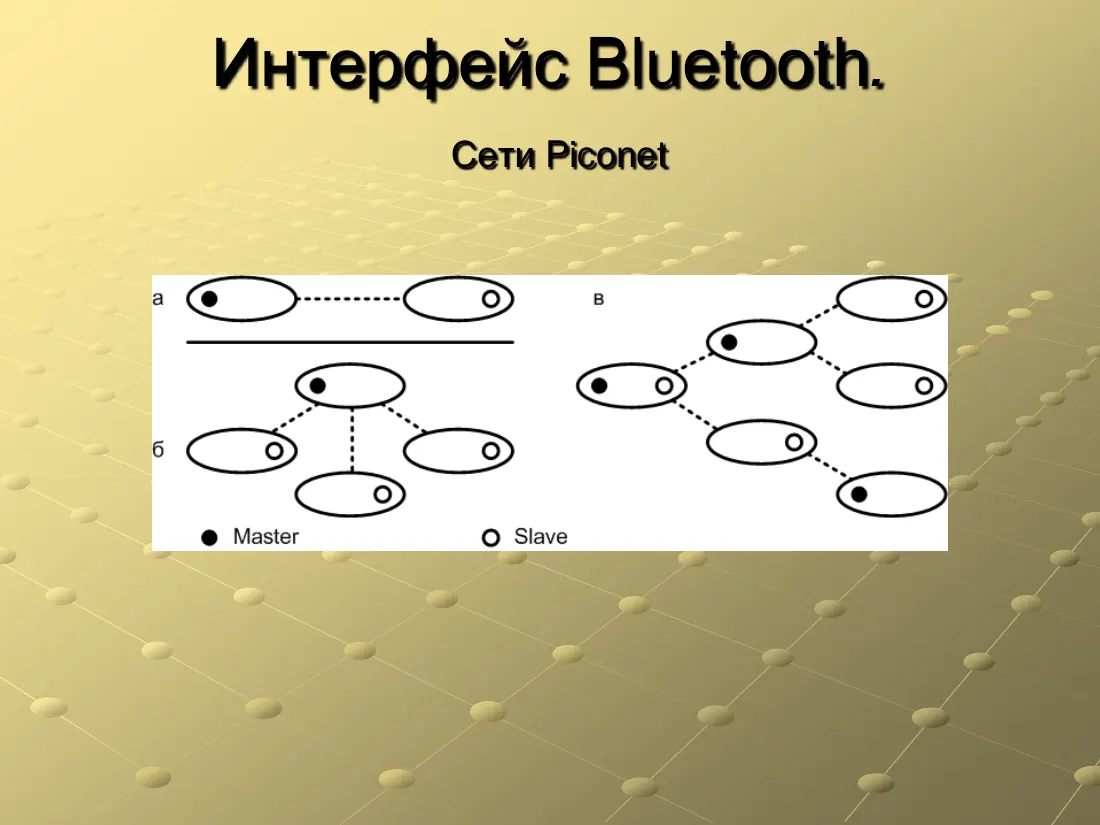 Интерфейс Bluetooth.
Сети Piconet
а
в
б
Master
Slave